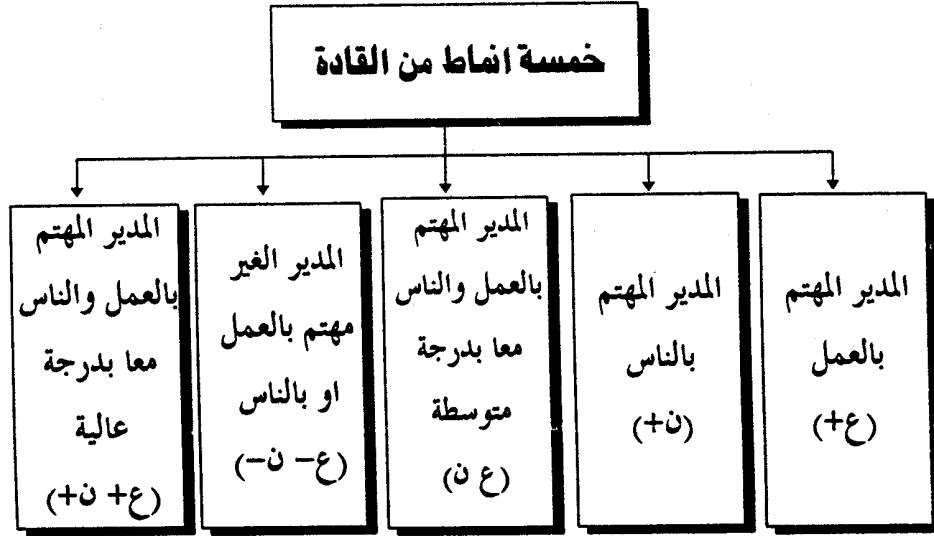 خمسة انماط من القادة
المدير المهتم
بالعمل
(ع+)
المدير المهتم
بالناس
(ن+)
المدير المهتم
بالعمل والناس
معا بدرجة
متوسطة
(ع ن)
المدير الغير
مهتم بالعمل
او بالناس
(ع– ن–)
المدير المهتم
بالعمل والناس
معا بدرجة
عالية
(ع+ ن+)